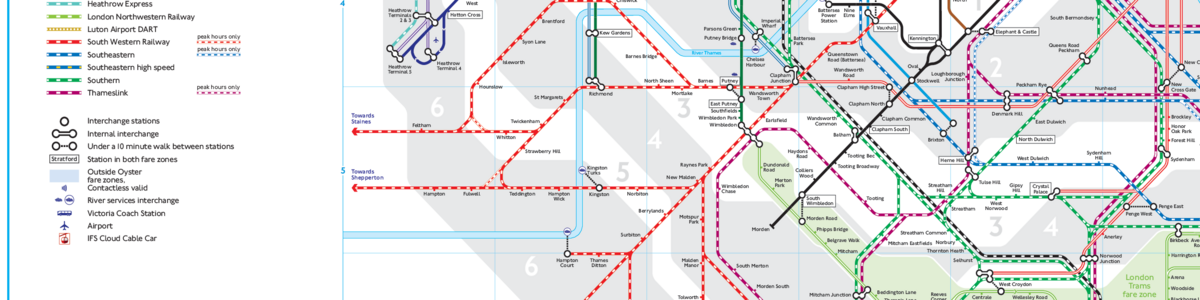 Heathrow Express
London Northwestern Railway
Luton Airport DART
South Western Railway
peak hours only
Southeastern
peak hours only
Southeastern high speed
Southern
Thameslink
peak hours only
Interchange stations
Internal interchange
Under a 10 minute walk between stations
Stratford
Station in both fare zones
Outside Oyster
fare zones.
Contactless valid
River services interchange
Victoria Coach Station
Airport
IFS Cloud Cable Car
4
5
Heathrow
Terminals
2 & 3
West
Hatton Cross
Heathrow
Terminal 5
Heathrow
Terminal 4
6
Hounslow
Isleworth
Syon Lane
Brentford
Chiswick
Kew Gardens
Richmond
St Margarets
Twickenham
Whitton
Feltham
Towards
Staines
Strawberry Hill
Towards
Shepperton
Hampton
Fulwell
Teddington
Hampton
Wick
Kingston
Norbiton
Hampton
Court
Thames
Ditton
6
5
4
3
Surbiton
Berrylands
New Malden
Raynes Park
Motspur
Park
Malden
Manor
Tolworth
Barnes Bridge
North Sheen
Mortlake
Barnes
Putney
River Thames
Parsons Green
Putney Bridge
East Putney
Southfields
Wimbledon Park
Wimbledon
Imperial
Wharf
Chelsea
Harbour
Battersea
Park
Clapham
Junction
Wandsworth
Town
Earlsfield
Haydons
Road
Wimbledon
Chase
South Merton
Morden South
Dundonald
Road
Merton
Park
Morden
Morden Road
South
Wimbledon
Colliers
Wood
Phipps Bridge
Belgrave Walk
Mitcham
Mitcham Junction
Battersea
Power
Station
Nine
Elms
Vauxhall
Queenstown
Road (Battersea)
Wandsworth
Road
Clapham High Street
Clapham North
Clapham Common
Clapham South
Wandsworth
Common
Balham
Tooting Bec
Tooting Broadway
Tooting
Kennington
Oval
Stockwell
Loughborough
Junction
Brixton
Herne Hill
Tulse Hill
Streatham
Hill
Streatham
Streatham Common
Mitcham Eastfields
Norbury
Thornton Heath
Selhurst
Elephant & Castle
1
2
South Bermondsey
Queens Road
Peckham
Peckham Rye
Nunhead
Denmark Hill
East Dulwich
North Dulwich
West Dulwich
Sydenham
Hill
Gipsy
Hill
Crystal
Palace
West
Norwood
3
4
Penge West
Penge East
Anerley
Norwood
Junction
West Croydon
Centrale
Wellesley Road
Beddington Lane
London
Trams
fare zone
Cross Gate
Brockley
Honor
Oak Park
Forest Hill
Sydenham
Arena
Woodside